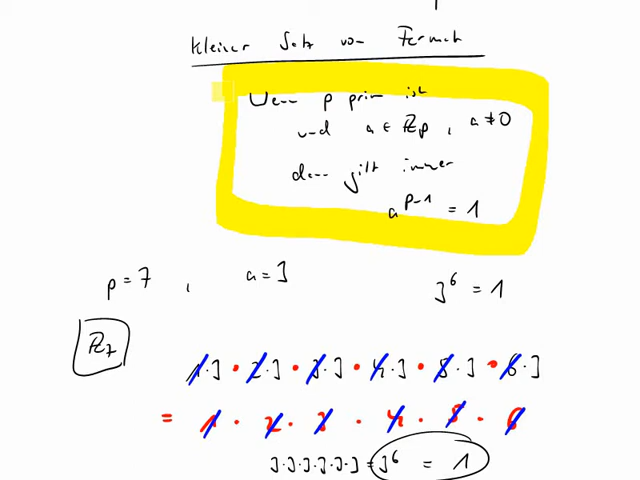 Kleiner Satz von Fermat
Wenn p prim ist
und a ∈ ℤp, a ≠ 0
dann gilt immer
a^{p-1} = 1
p = 7, a = 3 3^6 = 1
ℤ7
1·3 · 2·3 · 3·3 · 4·3 · 5·3 · 6·3
= 1 · 2 · 3 · 4 · 5 · 6
3·3·3·3·3·3 = 3^6 = 1